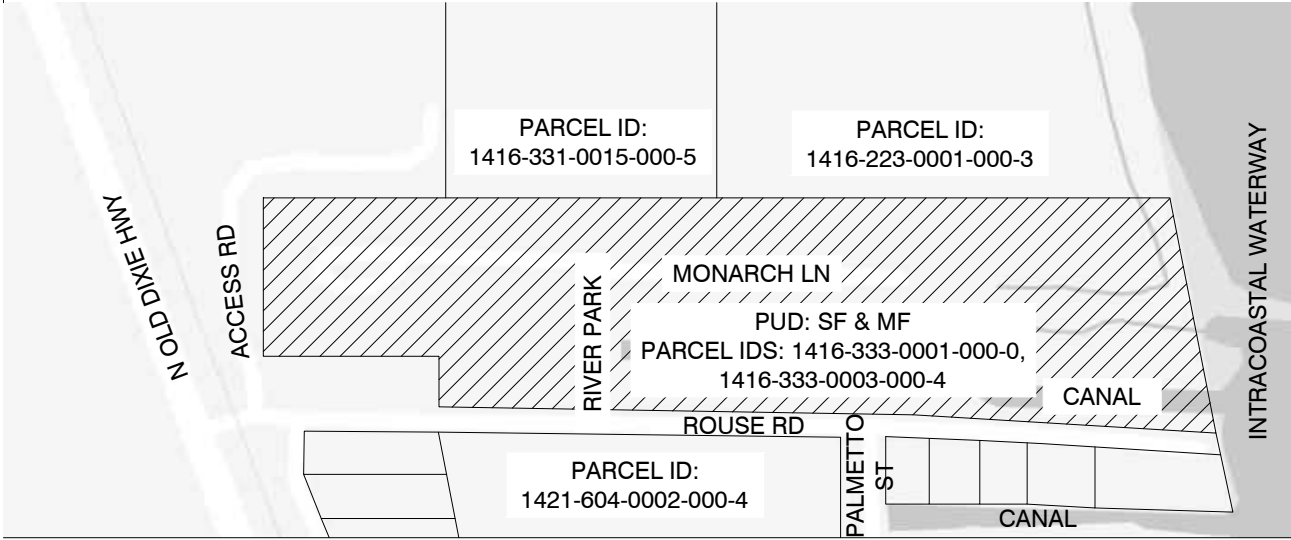 PARCEL ID:
1416-331-0015-000-5
PARCEL ID:
1416-223-0001-000-3
N OLD DIXIE HWY
ACCESS RD
RIVER PARK
MONARCH LN
PUD: SF & MF
PARCEL IDS: 1416-333-0001-000-0,
1416-333-0003-000-4
CANAL
INTRACOASTAL WATERWAY
ROUSE RD
PALMETTO
ST
PARCEL ID:
1421-604-0002-000-4
CANAL